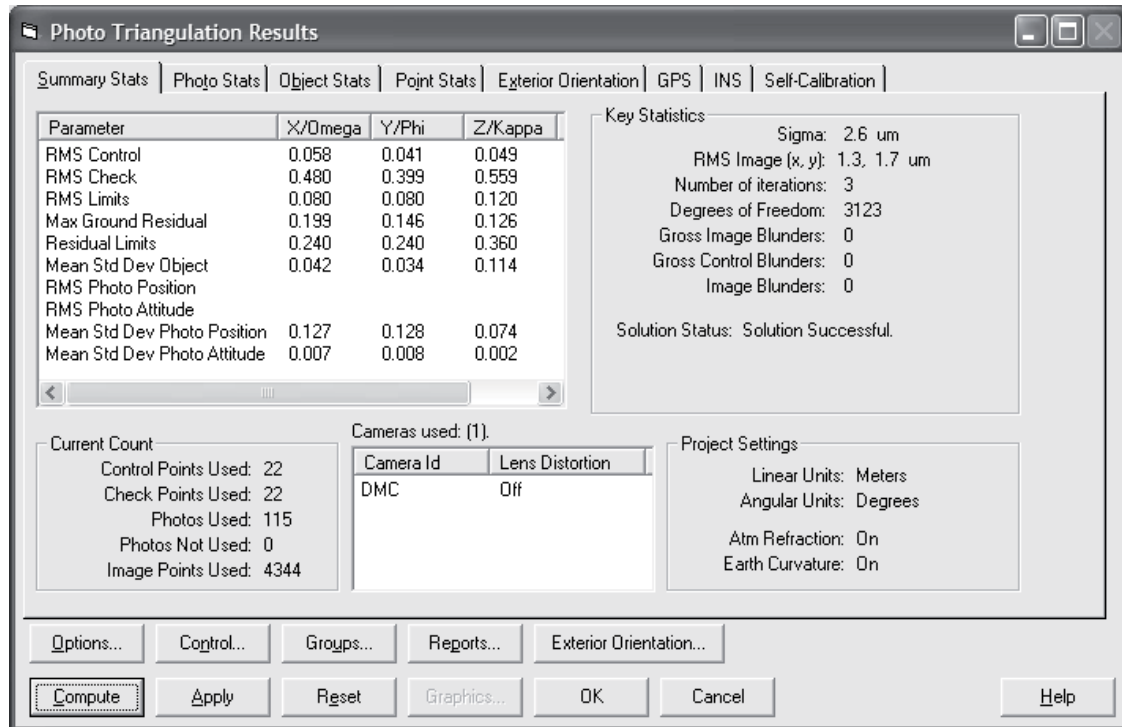 Photo Triangulation Results
Summary Stats Photo Stats Object Stats Point Stats Exterior Orientation GPS INS Self-Calibration
Parameter X/Omega Y/Phi Z/Kappa
RMS Control 0.058 0.041 0.049
RMS Check 0.480 0.399 0.559
RMS Limits 0.080 0.080 0.120
Max Ground Residual 0.199 0.146 0.126
Residual Limits 0.240 0.240 0.360
Mean Std Dev Object 0.042 0.034 0.114
RMS Photo Position
RMS Photo Attitude
Mean Std Dev Photo Position 0.127 0.128 0.074
Mean Std Dev Photo Attitude 0.007 0.008 0.002
Key Statistics
Sigma: 2.6 um
RMS Image (x, y): 1.3, 1.7 um
Number of iterations: 3
Degrees of Freedom: 3123
Gross Image Blunders: 0
Gross Control Blunders: 0
Image Blunders: 0
Solution Status: Solution Successful.
Current Count
Control Points Used: 22
Check Points Used: 22
Photos Used: 115
Photos Not Used: 0
Image Points Used: 4344
Cameras used: (1).
Camera Id Lens Distortion
DMC Off
Project Settings
Linear Units: Meters
Angular Units: Degrees
Atm Refraction: On
Earth Curvature: On
Options... Control... Groups... Reports... Exterior Orientation...
Compute Apply Reset Graphics... OK Cancel Help